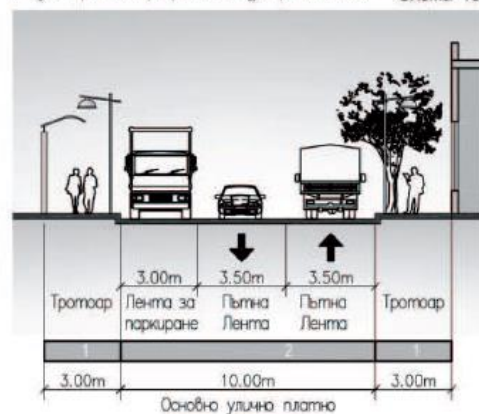 3.00m 3.50m 3.50m
Тротоар Лента за Пътна Пътна Тротоар
паркиране Лента Лента
1 2 1
3.00m 10.00m 3.00m
Основно улично платно